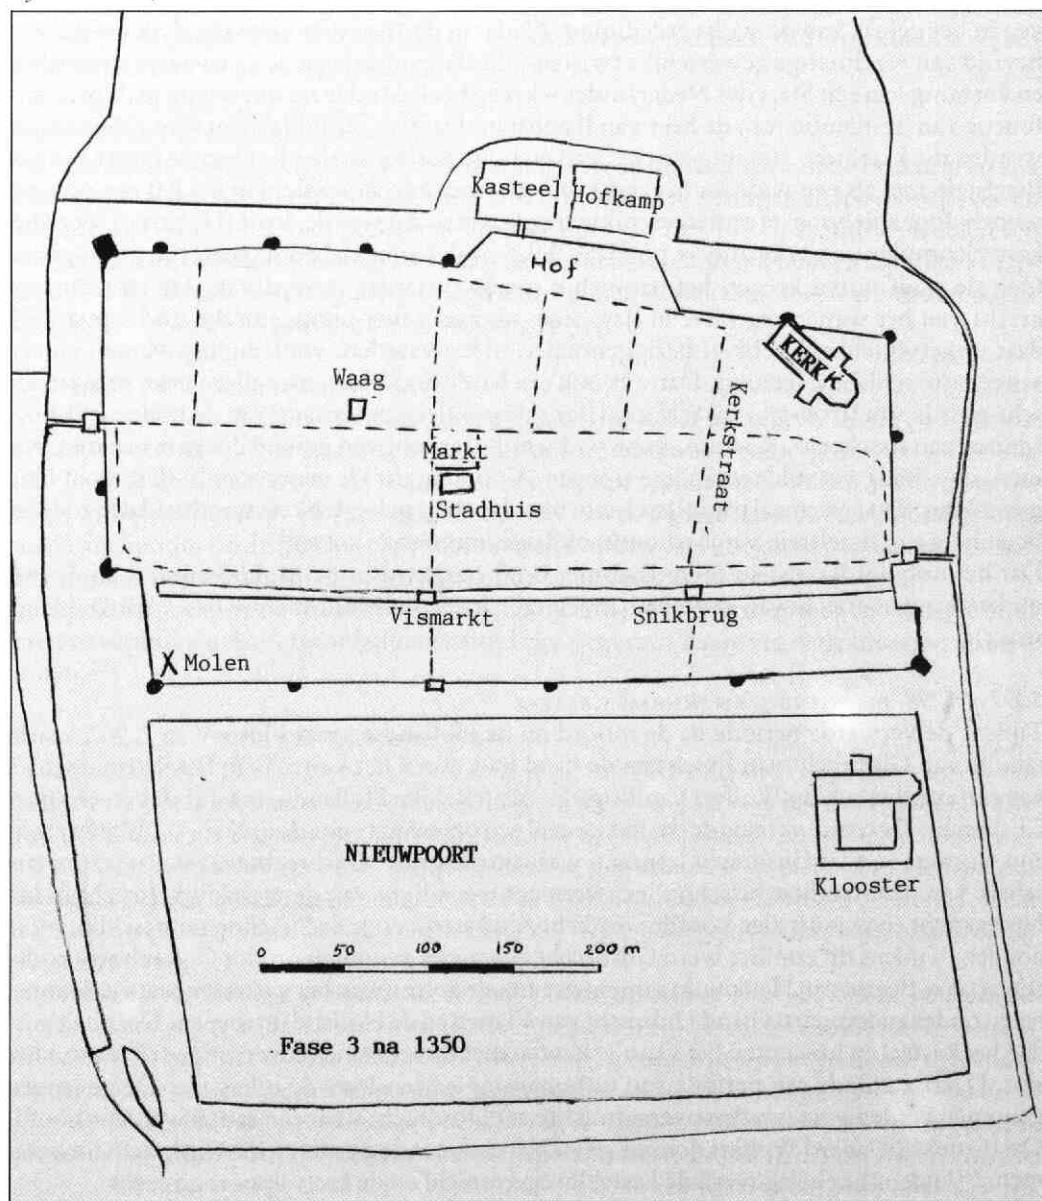 Kasteel
Hofkamp
Hof
KERK
Waag
Kerkstraat
Markt
Stadhuis
Vismarkt
Snikbrug
Molen
NIEUWPOORT
Klooster
0 50 100 150 200 m
Fase 3 na 1350